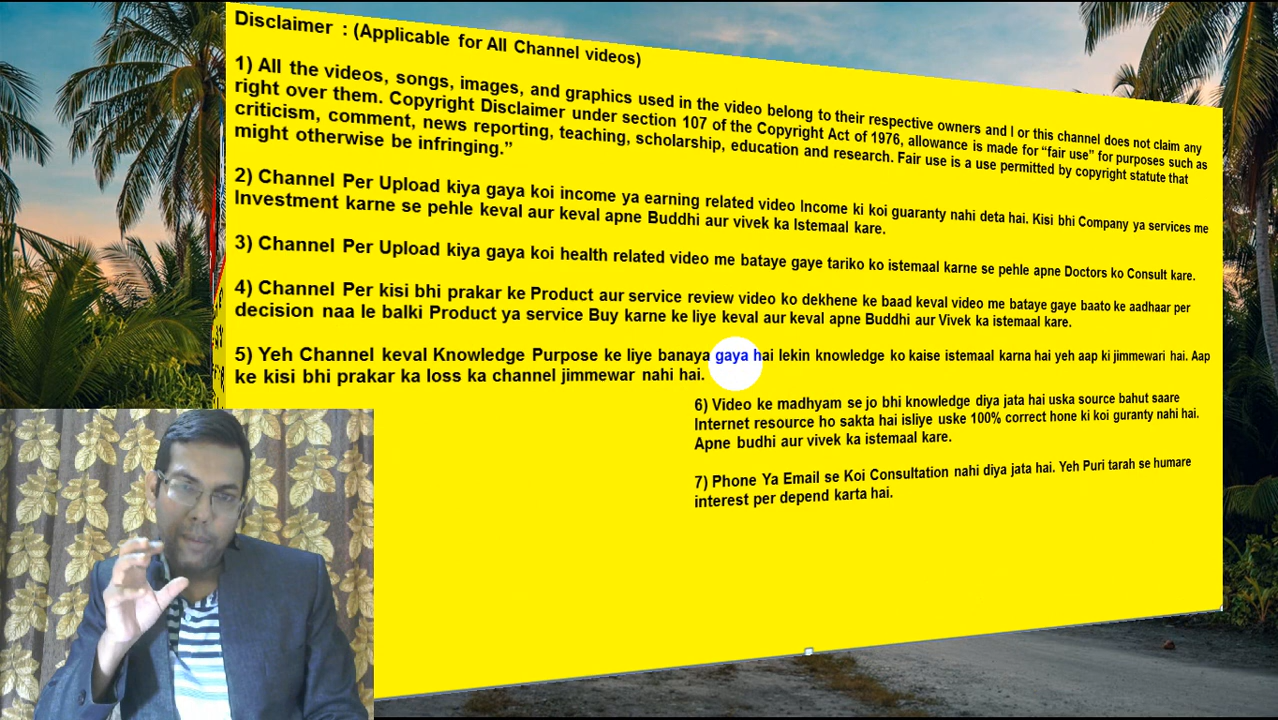 Disclaimer : (Applicable for All Channel videos)
1) All the videos, songs, images, and graphics used in the video belong to their respective owners and I or this channel does not claim any
right over them. Copyright Disclaimer under section 107 of the Copyright Act of 1976, allowance is made for “fair use” for purposes such as
criticism, comment, news reporting, teaching, scholarship, education and research. Fair use is a use permitted by copyright statute that
might otherwise be infringing.”
2) Channel Per Upload kiya gaya koi income ya earning related video Income ki koi guaranty nahi deta hai. Kisi bhi Company ya services me
Investment karne se pehle keval aur keval apne Buddhi aur vivek ka Istemaal kare.
3) Channel Per Upload kiya gaya koi health related video me bataye gaye tariko ko istemaal karne se pehle apne Doctors ko Consult kare.
4) Channel Per kisi bhi prakar ke Product aur service review video ko dekhene ke baad keval video me bataye gaye baato ke aadhaar per
decision naa le balki Product ya service Buy karne ke liye keval aur keval apne Buddhi aur Vivek ka istemaal kare.
5) Yeh Channel keval Knowledge Purpose ke liye banaya gaya hai lekin knowledge ko kaise istemaal karna hai yeh aap ki jimmewari hai. Aap
ke kisi bhi prakar ka loss ka channel jimmewar nahi hai.
6) Video ke madhyam se jo bhi knowledge diya jata hai uska source bahut saare
Internet resource ho sakta hai isliye uske 100% correct hone ki koi guranty nahi hai.
Apne budhi aur vivek ka istemaal kare.
7) Phone Ya Email se Koi Consultation nahi diya jata hai. Yeh Puri tarah se humare
interest per depend karta hai.